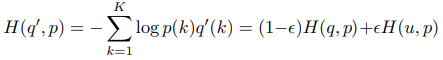 H(q′, p) = − ∑_{k=1}^{K} log p(k)q′(k) = (1−ϵ)H(q, p)+ϵH(u, p)